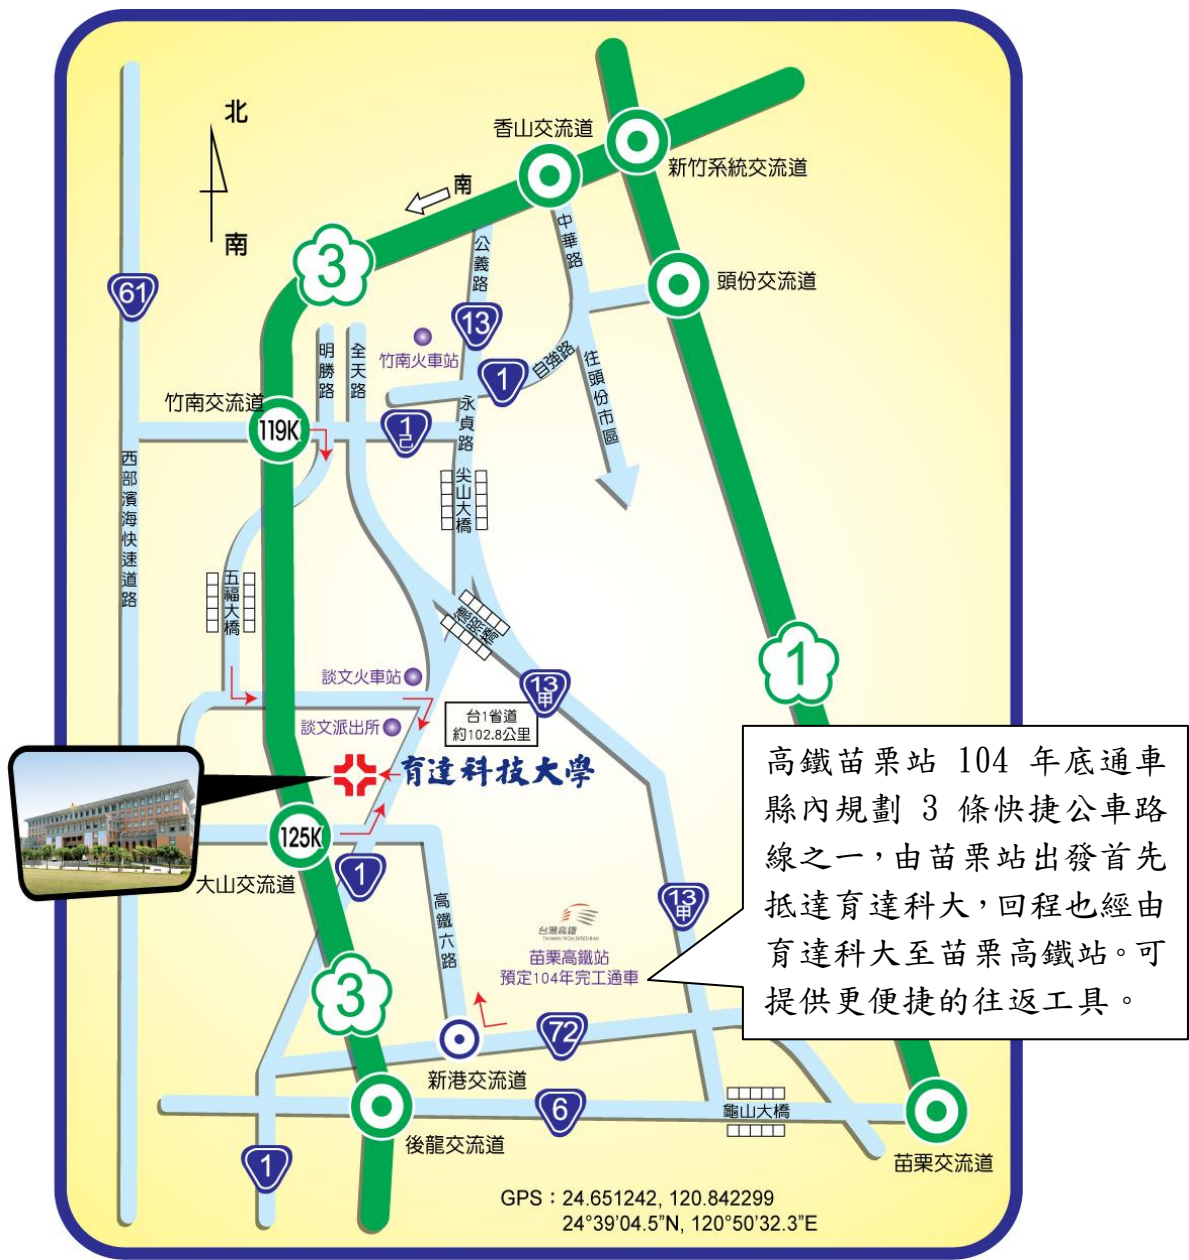 北
南
南
香山交流道
新竹系統交流道
中華路
公義路
3
頭份交流道
61
13
竹南火車站
明勝路
全天路
自強路
往頭份市區
1
竹南交流道
119K
1己
永貞路
尖山大橋
西部濱海快速道路
五福大橋
1
談文火車站
13甲
談文派出所
台1省道
約102.8公里
育達科技大學
125K
大山交流道
1
高鐵六路
13甲
台灣高鐵
TAIWAN HIGH SPEED RAIL
苗栗高鐵站
預定104年完工通車
高鐵苗栗站 104 年底通車
縣內規劃 3 條快捷公車路
線之一,由苗栗站出發首先
抵達育達科大,回程也經由
育達科大至苗栗高鐵站。可
提供更便捷的往返工具。
3
72
新港交流道
6
龜山大橋
後龍交流道
1
苗栗交流道
GPS:24.651242, 120.842299
24°39’04.5”N, 120°50’32.3”E